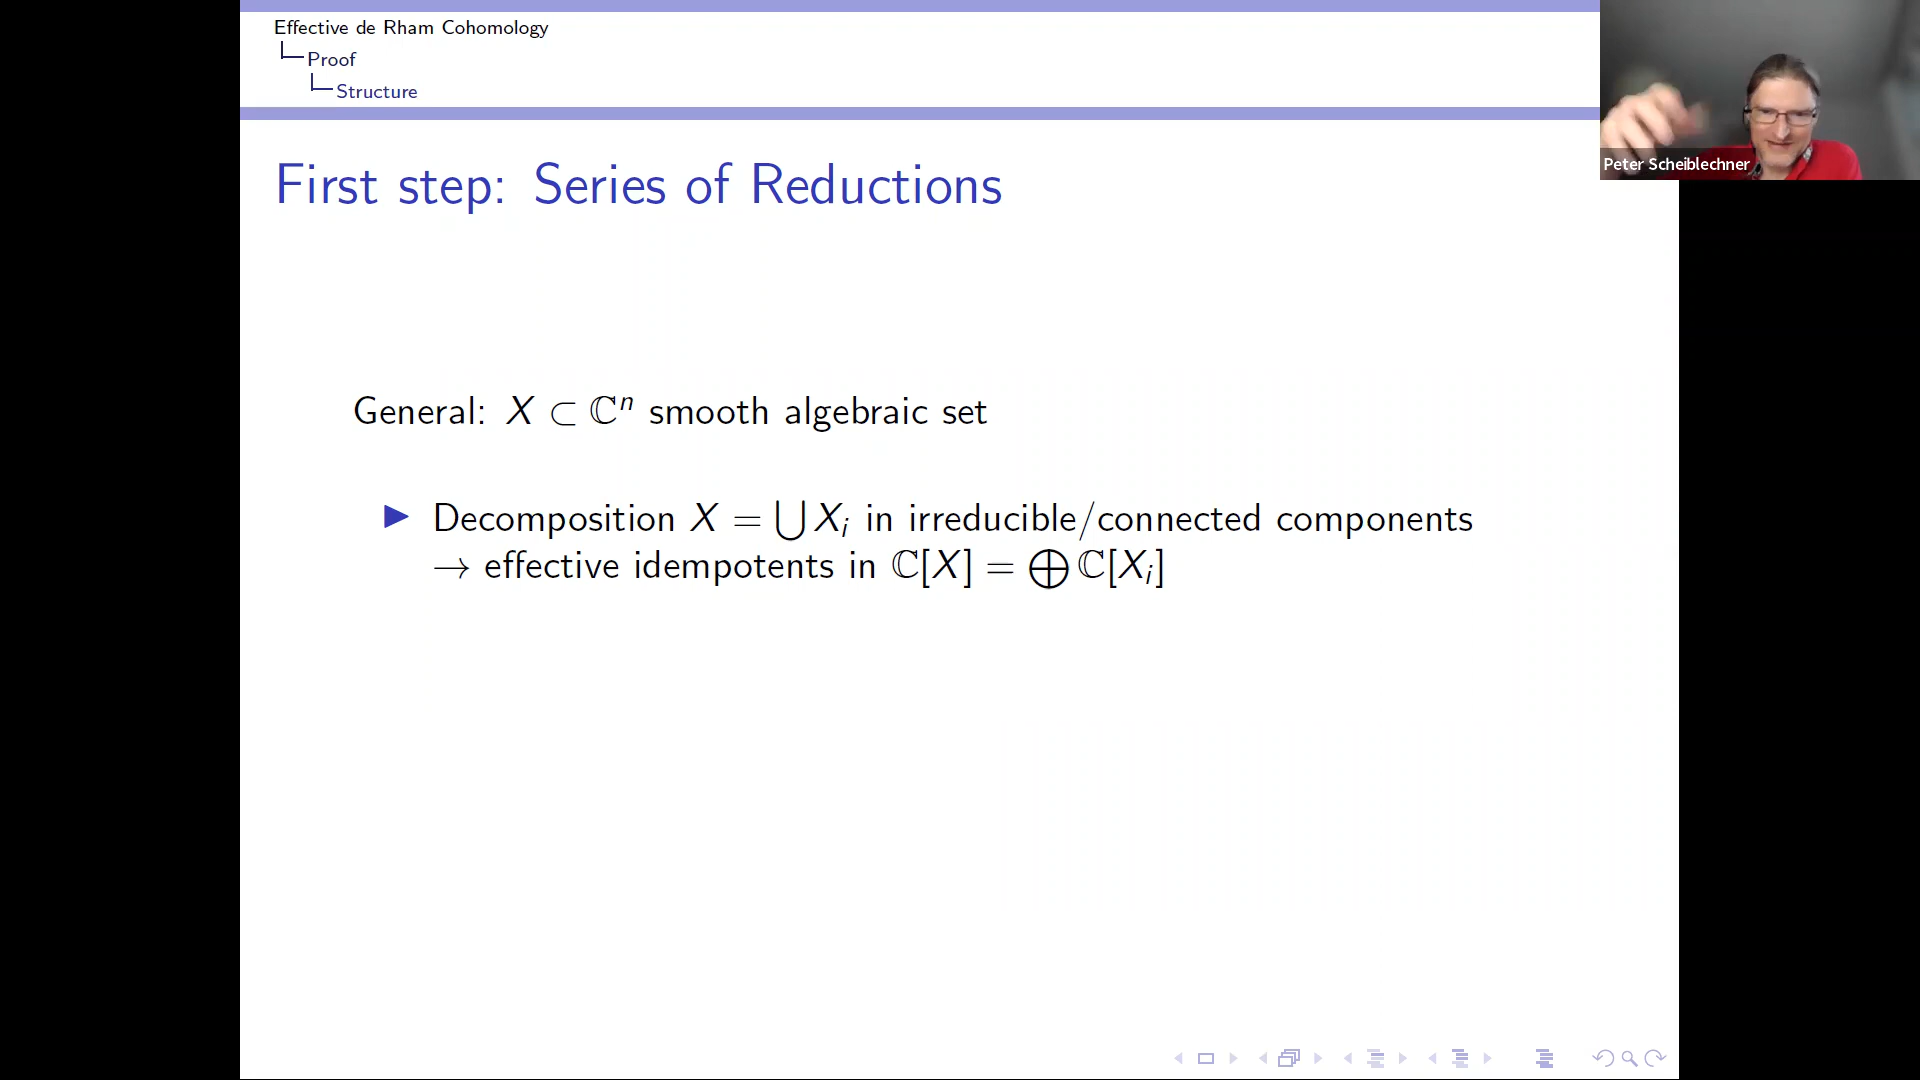 Effective de Rham Cohomology
Proof
Structure
Peter Scheiblechner
First step: Series of Reductions
General: X ⊂ ℂⁿ smooth algebraic set
▶ Decomposition X = ⋃ Xᵢ in irreducible/connected components
→ effective idempotents in ℂ[X] = ⨁ ℂ[Xᵢ]